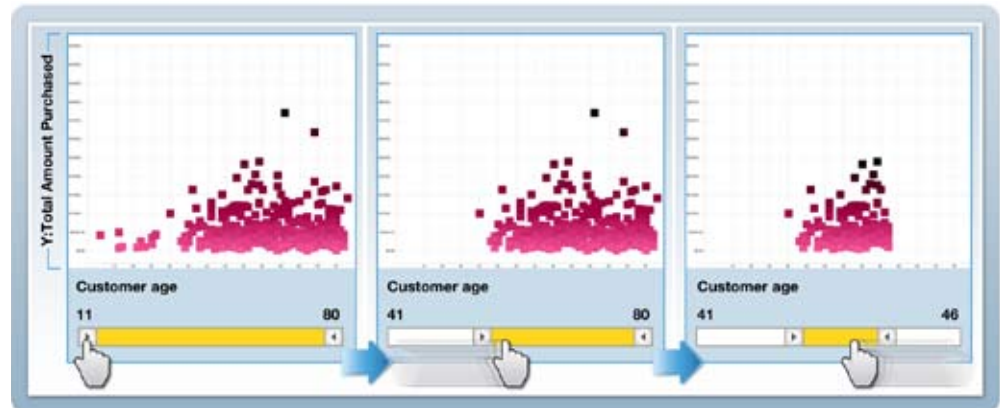 Y:Total Amount Purchased
Customer age
11 80
Customer age
41 80
Customer age
41 46